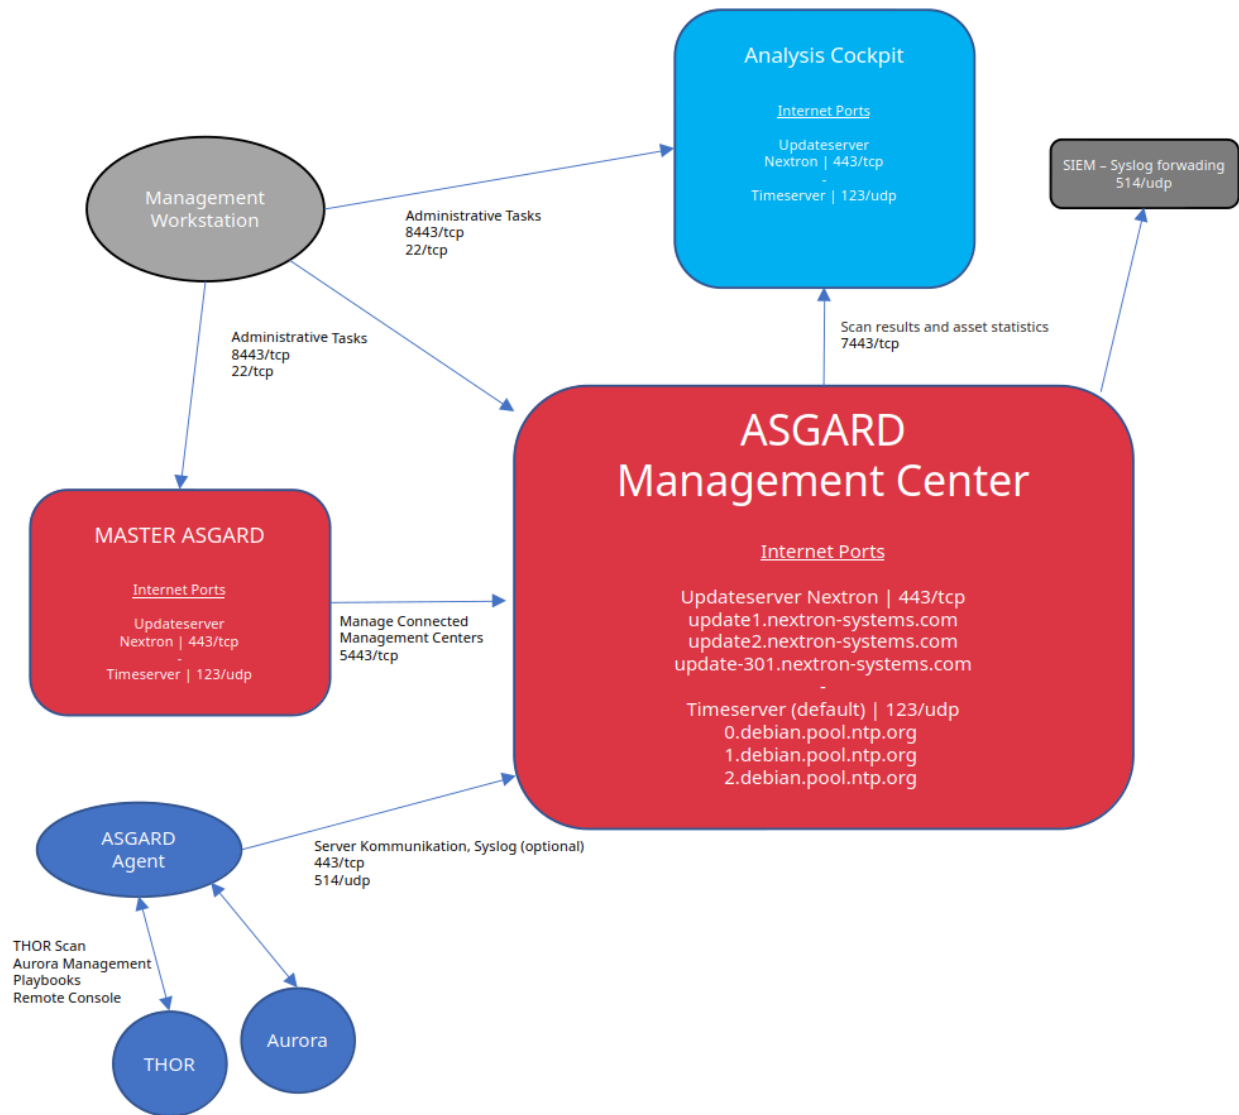 Analysis Cockpit
Internet Ports
Updateserver
Nextron | 443/tcp
-
Timeserver | 123/udp
SIEM – Syslog forwading
514/udp
Management
Workstation
Administrative Tasks
8443/tcp
22/tcp
Administrative Tasks
8443/tcp
22/tcp
Scan results and asset statistics
7443/tcp
ASGARD
Management Center
Internet Ports
Updateserver Nextron | 443/tcp
update1.nextron-systems.com
update2.nextron-systems.com
update-301.nextron-systems.com
-
Timeserver (default) | 123/udp
0.debian.pool.ntp.org
1.debian.pool.ntp.org
2.debian.pool.ntp.org
MASTER ASGARD
Internet Ports
Updateserver
Nextron | 443/tcp
-
Timeserver | 123/udp
Manage Connected
Management Centers
5443/tcp
ASGARD
Agent
Server Kommunikation, Syslog (optional)
443/tcp
514/udp
THOR Scan
Aurora Management
Playbooks
Remote Console
THOR
Aurora